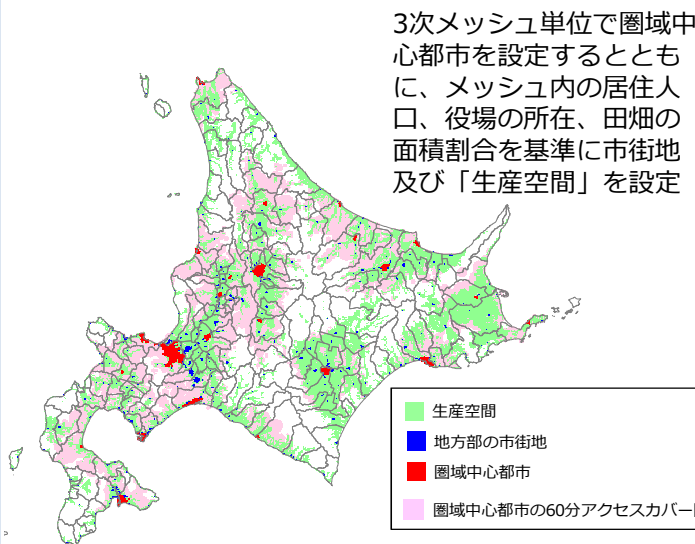 3次メッシュ単位で圏域中
心都市を設定するととも
に、メッシュ内の居住人
口、役場の所在、田畑の
面積割合を基準に市街地
及び「生産空間」を設定
生産空間
地方部の市街地
圏域中心都市
圏域中心都市の60分アクセスカバー